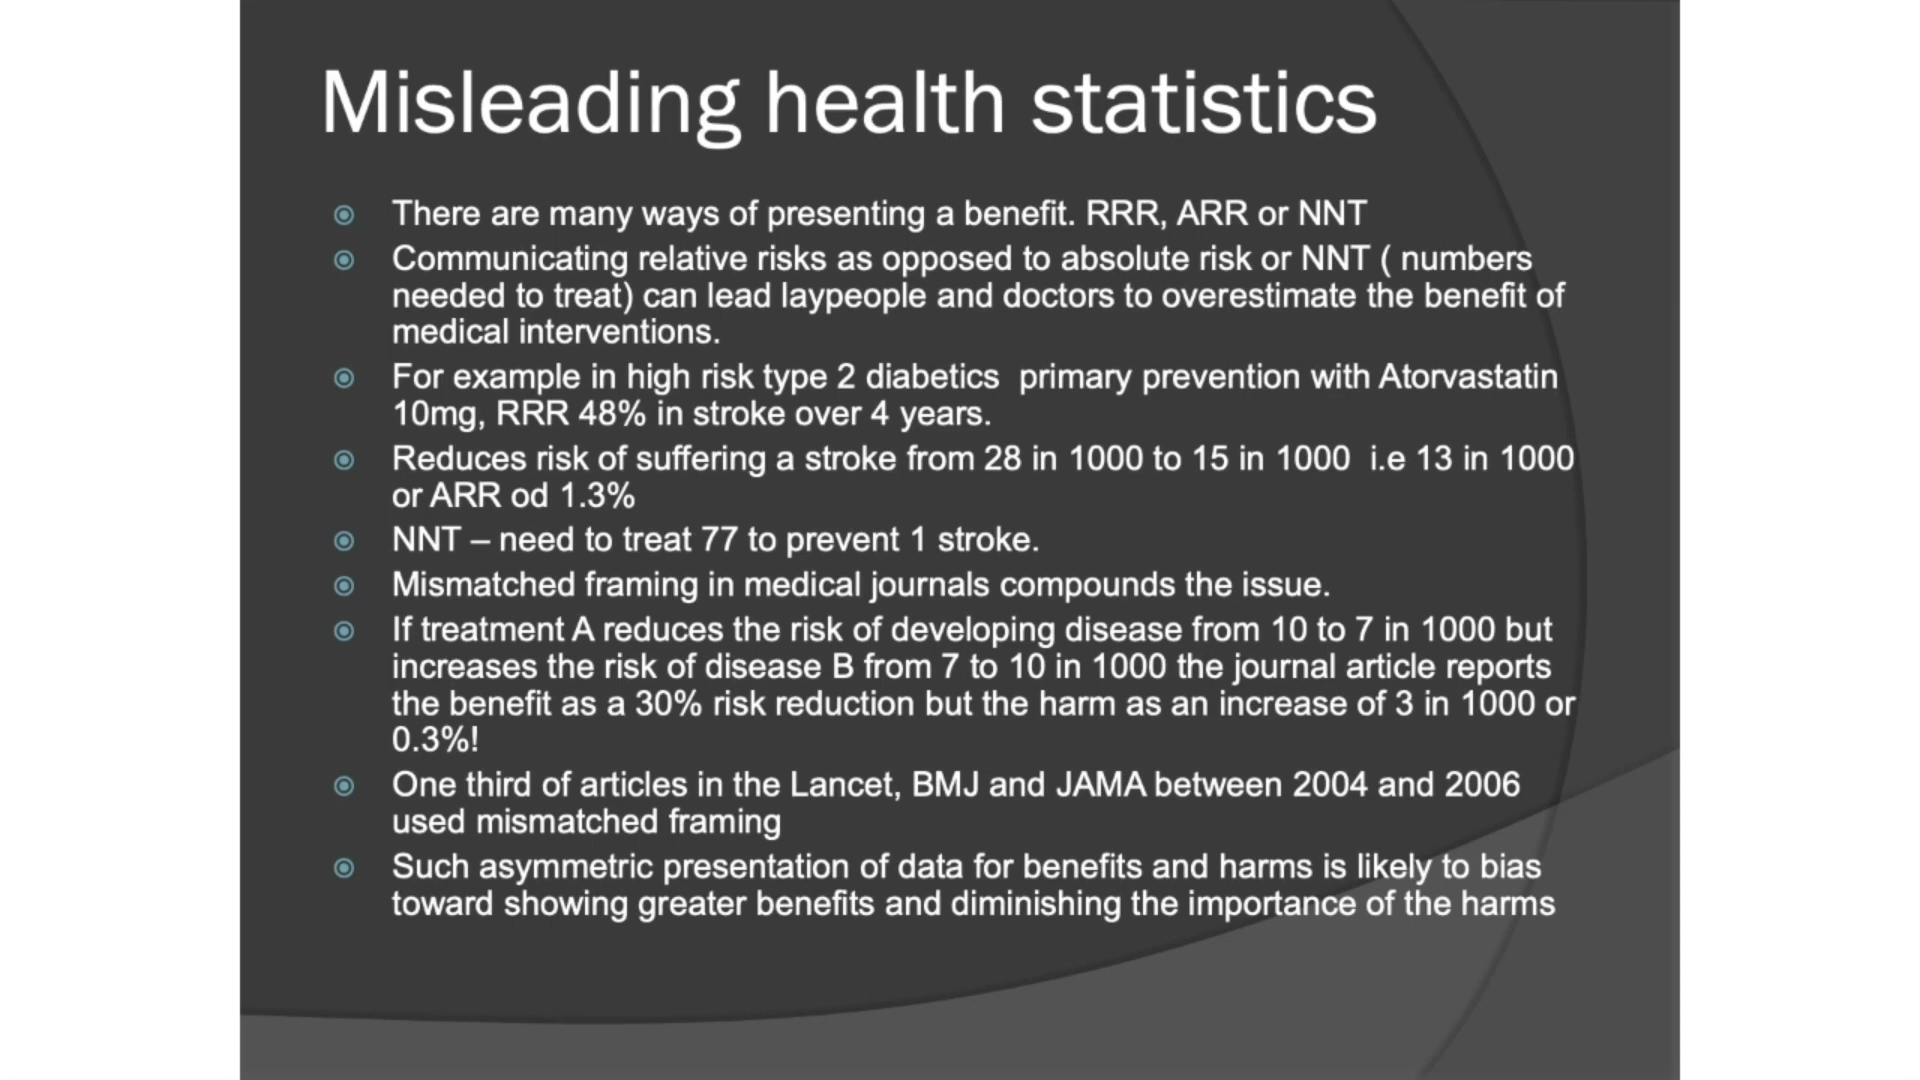 Misleading health statistics
There are many ways of presenting a benefit. RRR, ARR or NNT
Communicating relative risks as opposed to absolute risk or NNT ( numbers
needed to treat) can lead laypeople and doctors to overestimate the benefit of
medical interventions.
For example in high risk type 2 diabetics  primary prevention with Atorvastatin
10mg, RRR 48% in stroke over 4 years.
Reduces risk of suffering a stroke from 28 in 1000 to 15 in 1000  i.e 13 in 1000
or ARR od 1.3%
NNT – need to treat 77 to prevent 1 stroke.
Mismatched framing in medical journals compounds the issue.
If treatment A reduces the risk of developing disease from 10 to 7 in 1000 but
increases the risk of disease B from 7 to 10 in 1000 the journal article reports
the benefit as a 30% risk reduction but the harm as an increase of 3 in 1000 or
0.3%!
One third of articles in the Lancet, BMJ and JAMA between 2004 and 2006
used mismatched framing
Such asymmetric presentation of data for benefits and harms is likely to bias
toward showing greater benefits and diminishing the importance of the harms